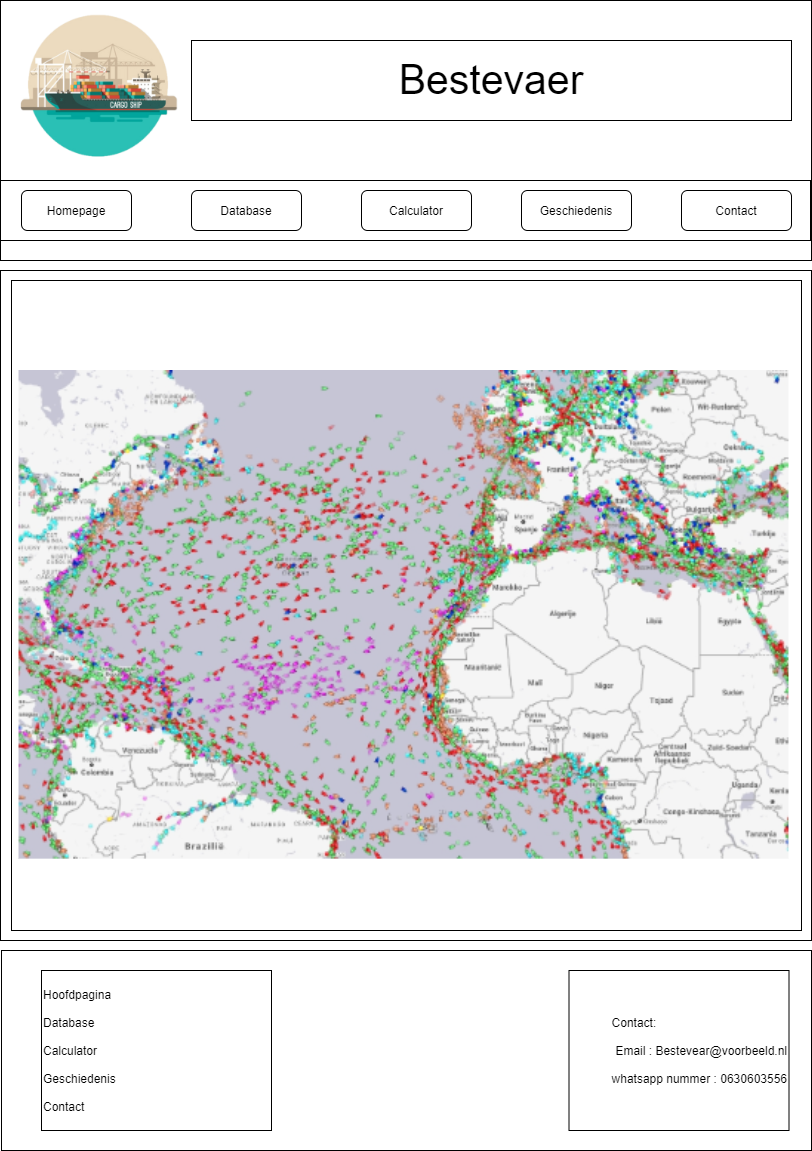 CARGO SHIP
Bestevaer
Homepage
Database
Calculator
Geschiedenis
Contact
Polen
Wit-Rusland
Oekraïne
Frankrijk
Roemenië
Bulgarije
Spanje
Turkije
Marokko
Algerije
Libië
Egypte
Mauritanië
Mali
Niger
Tsjaad
Sudan
Nigeria
Centraal
Afrikaanse
Republiek
Zuid-Soedan
Kameroen
Venezuela
Colombia
Uganda
Congo-Kinshasa
Tanzania
Brazilië
Hoofdpagina
Database
Calculator
Geschiedenis
Contact
Contact:
Email : Bestevear@voorbeeld.nl
whatsapp nummer : 0630603556